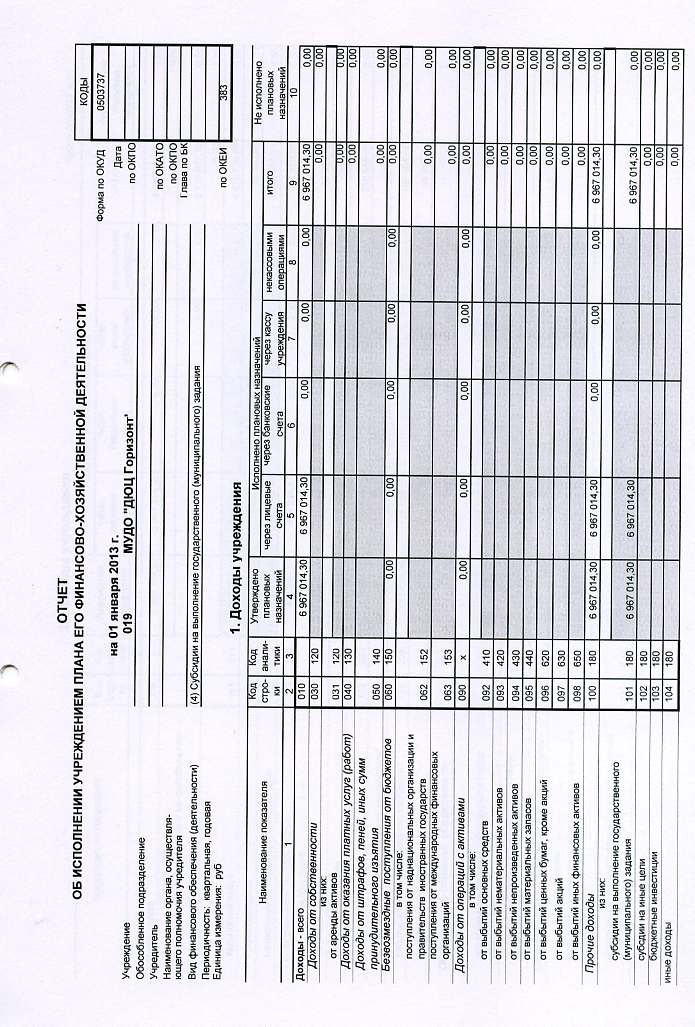 ОТЧЕТ
ОБ ИСПОЛНЕНИИ УЧРЕЖДЕНИЕМ ПЛАНА ЕГО ФИНАНСОВО-ХОЗЯЙСТВЕННОЙ ДЕЯТЕЛЬНОСТИ
КОДЫ
Форма по ОКУД 0503737
на 01 января 2013 г. Дата
Учреждение 019 МУДО "ДЮЦ Горизонт' по ОКПО
Обособленное подразделение
Учредитель по ОКАТО
Наименование органа, осуществля- по ОКПО
ющего полномочия учредителя Глава по БК
Вид финансового обеспечения (деятельности) (4) Субсидии на выполнение государственного (муниципального) задания
Периодичность: квартальная, годовая
Единица измерения: руб по ОКЕИ 383
1. Доходы учреждения
Наименование показателя Код стро- ки Код анали- тики Утверждено плановых назначений Исполнено плановых назначений Не исполнено плановых назначений
через лицевые счета через банковские счета через кассу учреждения некассовыми операциями итого
1 2 3 4 5 6 7 8 9 10
Доходы - всего 010 6 967 014,30 6 967 014,30 0,00 0,00 0,00 6 967 014,30 0,00
Доходы от собственности 030 120 0,00 0,00
из них:
от аренды активов 031 120 0,00 0,00
Доходы от оказания платных услуг (работ) 040 130 0,00 0,00
Доходы от штрафов, пеней, иных сумм
принудительного изъятия 050 140 0,00 0,00
Безвозмездные поступления от бюджетов 060 150 0,00 0,00 0,00 0,00 0,00 0,00 0,00
в том числе:
поступления от наднациональных организации и
правительств иностранных государств 062 152 0,00 0,00
поступления от международных финансовых
организаций 063 153 0,00 0,00
Доходы от операций с активами 090 х 0,00 0,00 0,00 0,00 0,00 0,00 0,00
в том числе:
от выбытий основных средств 092 410 0,00 0,00
от выбытий нематериальных активов 093 420 0,00 0,00
от выбытий непроизведенных активов 094 430 0,00 0,00
от выбытий материальных запасов 095 440 0,00 0,00
от выбытий ценных бумаг, кроме акций 096 620 0,00 0,00
от выбытий акций 097 630 0,00 0,00
от выбытий иных финансовых активов 098 650 0,00 0,00
Прочие доходы 100 180 6 967 014,30 6 967 014,30 0,00 0,00 0,00 6 967 014,30 0,00
из них:
субсидии на выполнение государственного
(муниципального) задания 101 180 6 967 014,30 6 967 014,30 6 967 014,30 0,00
субсдии на иные цели 102 180 0,00 0,00
бюджетные инвестиции 103 180 0,00 0,00
иные доходы 104 180 0,00 0,00